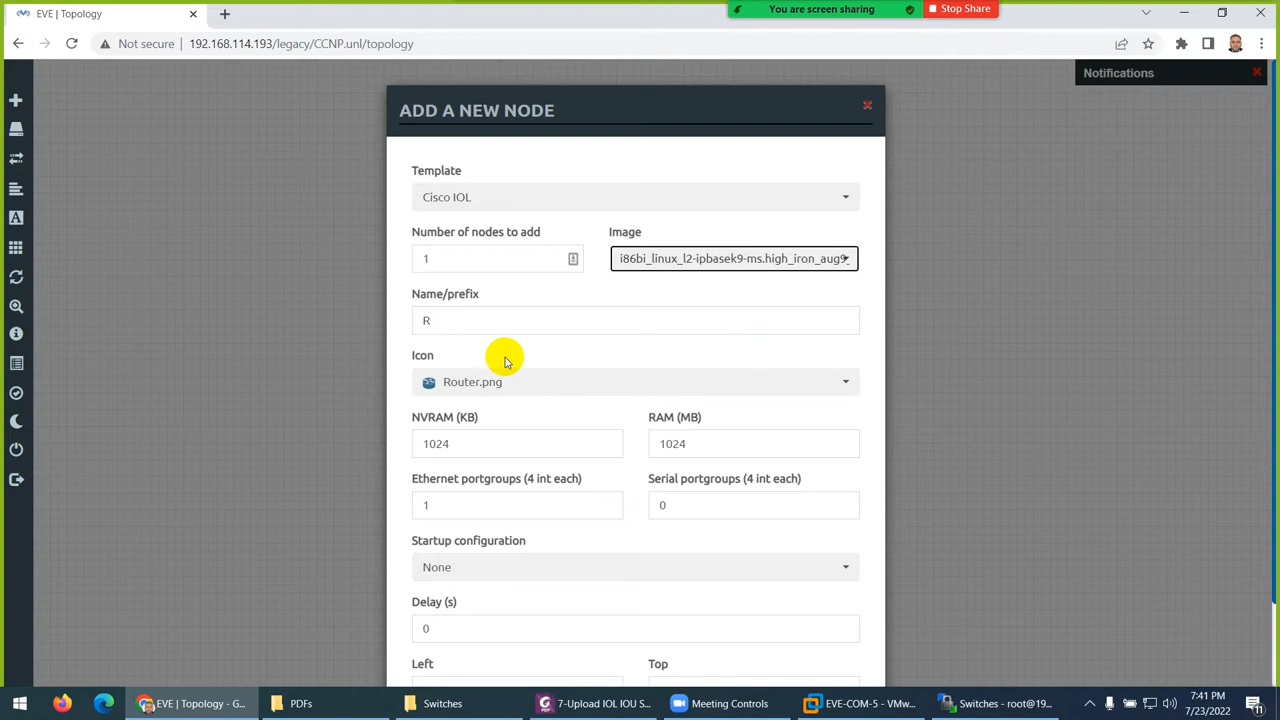 EVE | Topology
You are screen sharing
Stop Share
Not secure
192.168.114.193/legacy/CCNP.unl/topology
Notifications
ADD A NEW NODE
Template
Cisco IOL
Number of nodes to add
Image
1
i86bi_linux_l2-ipbasek9-ms.high_iron_aug9_
Name/prefix
R
Icon
Router.png
NVRAM (KB)
RAM (MB)
1024
1024
Ethernet portgroups (4 int each)
Serial portgroups (4 int each)
1
0
Startup configuration
None
Delay (s)
0
Left
Top
EVE | Topology - G...
PDFs
Switches
7-Upload IOL IOU S...
Meeting Controls
EVE-COM-5 - VMw...
Switches - root@19...
7:41 PM
7/23/2022
11